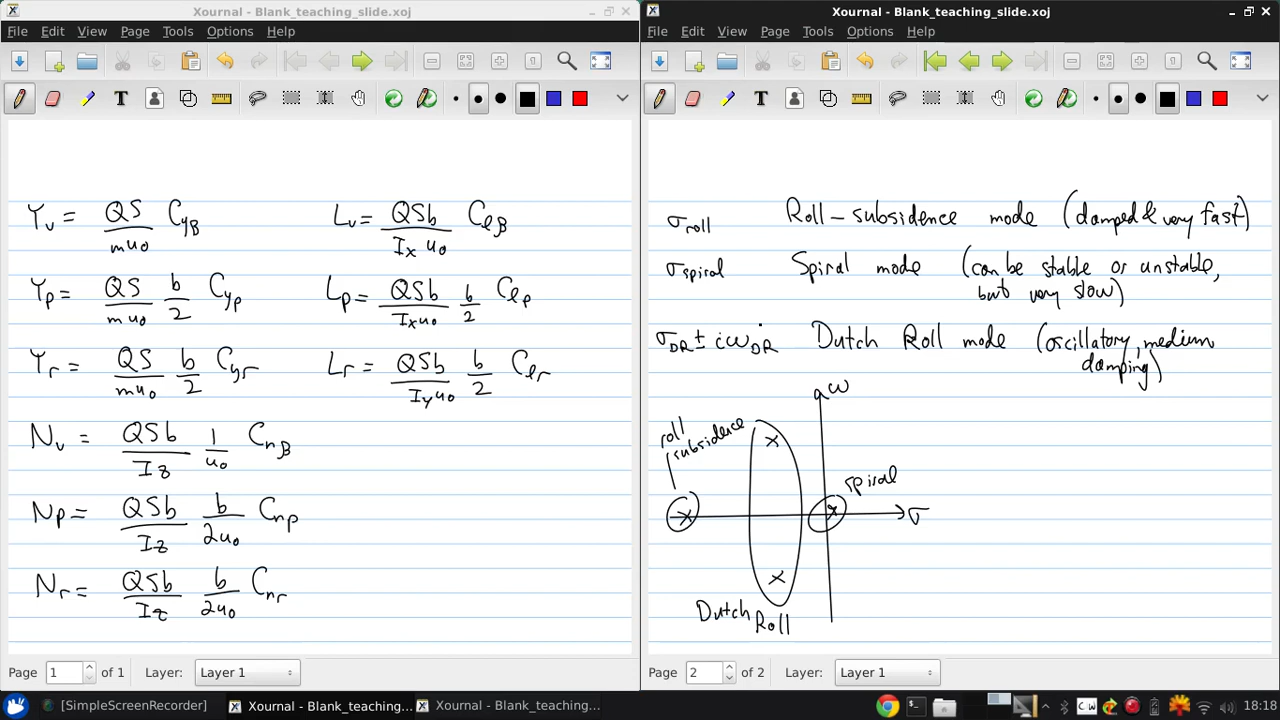 Xournal - Blank_teaching_slide.xoj
File Edit View Page Tools Options Help
Yv = QS/mu0 Cyβ
Lv = QSb/Ix u0 Cℓβ
Yp = QS/mu0 b/2 Cyp
Lp = QSb/Ixu0 b/2 Cℓp
Yr = QS/mu0 b/2 Cyr
Lr = QSb/Iyu0 b/2 Cℓr
Nv = QSb/Iz 1/u0 Cnβ
Np = QSb/Iz b/2u0 Cnp
Nr = QSb/Iz b/2u0 Cnr
Page 1 of 1 Layer: Layer 1
Xournal - Blank_teaching_slide.xoj
File Edit View Page Tools Options Help
σroll Roll-subsidence mode (damped & very fast)
σspiral Spiral mode (can be stable or unstable,
but very slow)
σDR ± iωDR Dutch Roll mode (oscillatory, medium
damping)
ω
roll
subsidence
spiral
σ
Dutch
Roll
Page 2 of 2 Layer: Layer 1
[SimpleScreenRecorder] Xournal - Blank_teaching... Xournal - Blank_teaching... CW 18:18